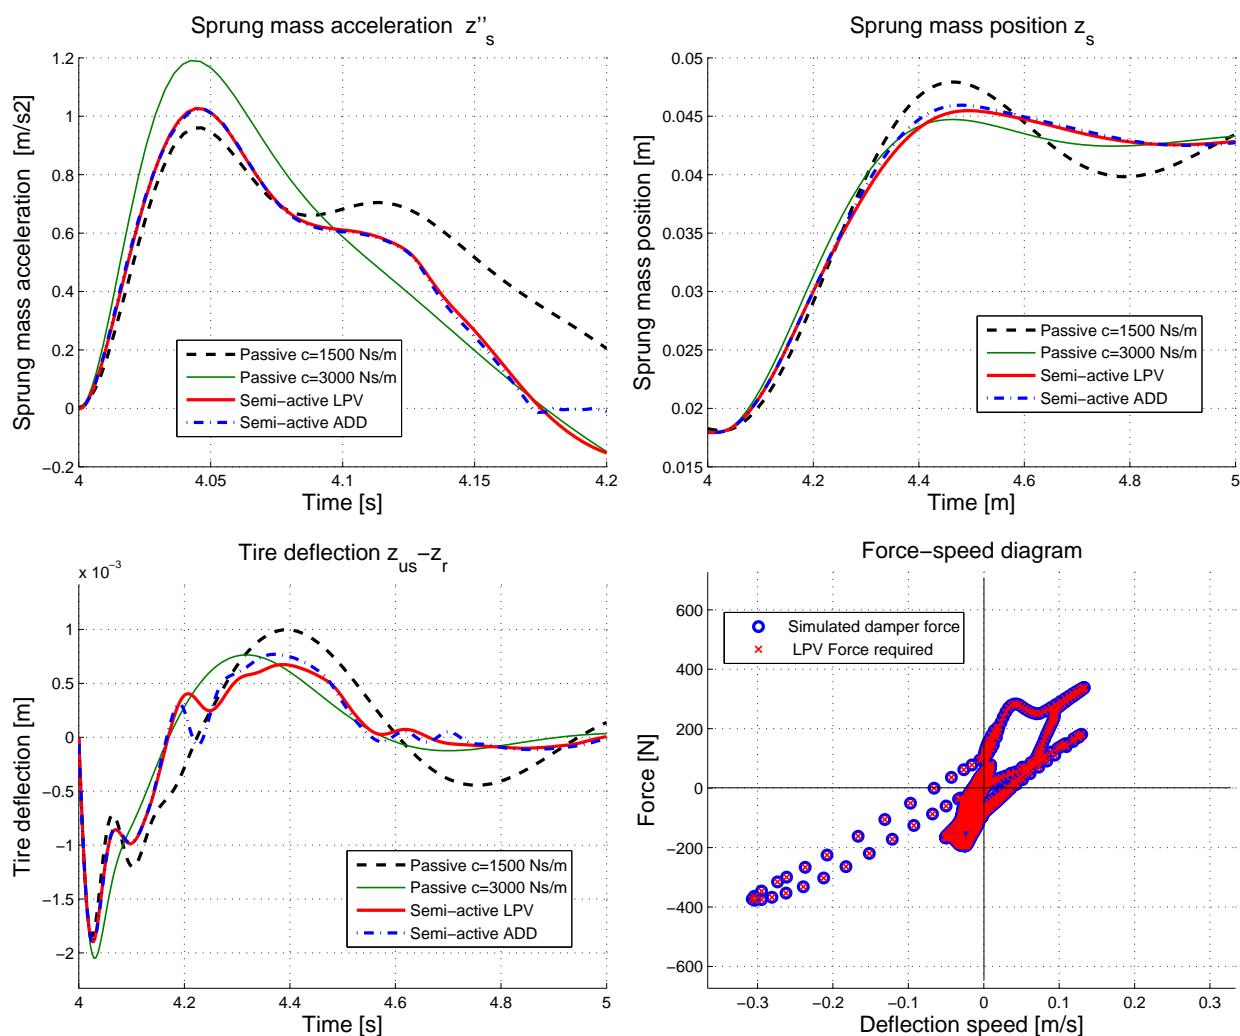 Sprung mass acceleration z''s
Sprung mass acceleration [m/s2]
1.2
1
0.8
0.6
0.4
0.2
0
−0.2
Passive c=1500 Ns/m
Passive c=3000 Ns/m
Semi−active LPV
Semi−active ADD
4
4.05
4.1
4.15
4.2
Time [s]
Sprung mass position zs
Sprung mass position [m]
0.05
0.045
0.04
0.035
0.03
0.025
0.02
0.015
Passive c=1500 Ns/m
Passive c=3000 Ns/m
Semi−active LPV
Semi−active ADD
4
4.2
4.4
4.6
4.8
5
Time [m]
Tire deflection zus−zr
x 10−3
Tire deflection [m]
1
0.5
0
−0.5
−1
−1.5
−2
Passive c=1500 Ns/m
Passive c=3000 Ns/m
Semi−active LPV
Semi−active ADD
4
4.2
4.4
4.6
4.8
5
Time [s]
Force−speed diagram
Force [N]
600
400
200
0
−200
−400
−600
Simulated damper force
LPV Force required
−0.3
−0.2
−0.1
0
0.1
0.2
0.3
Deflection speed [m/s]